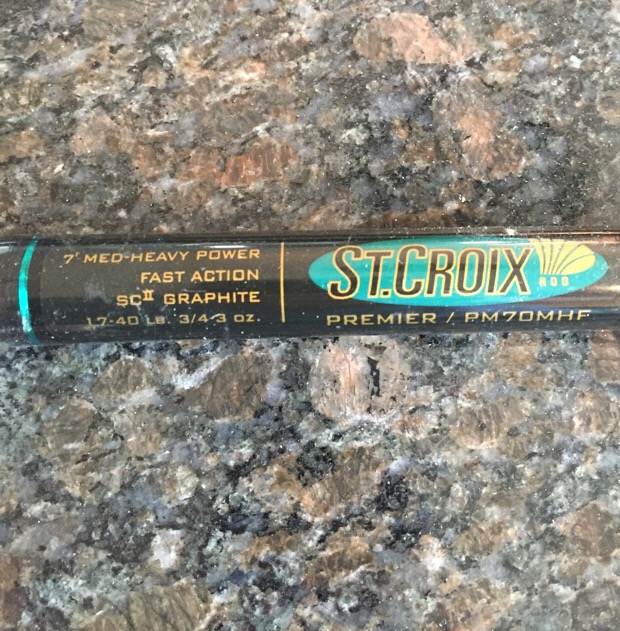 7' MED-HEAVY POWER
FAST ACTION
SCII GRAPHITE
17-40 LB. 3/4-3 OZ.
ST.CROIX
ROD
PREMIER / PM70MHF